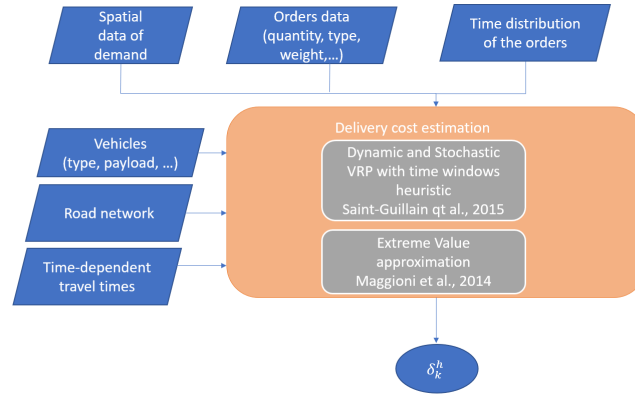 Spatial
data of
demand
Orders data
(quantity, type,
weight,...)
Time distribution
of the orders
Delivery cost estimation
Vehicles
(type, payload, ...)
Dynamic and Stochastic
VRP with time windows
heuristic
Saint-Guillain qt al., 2015
Road network
Time-dependent
travel times
Extreme Value
approximation
Maggioni et al., 2014
δₖʰ